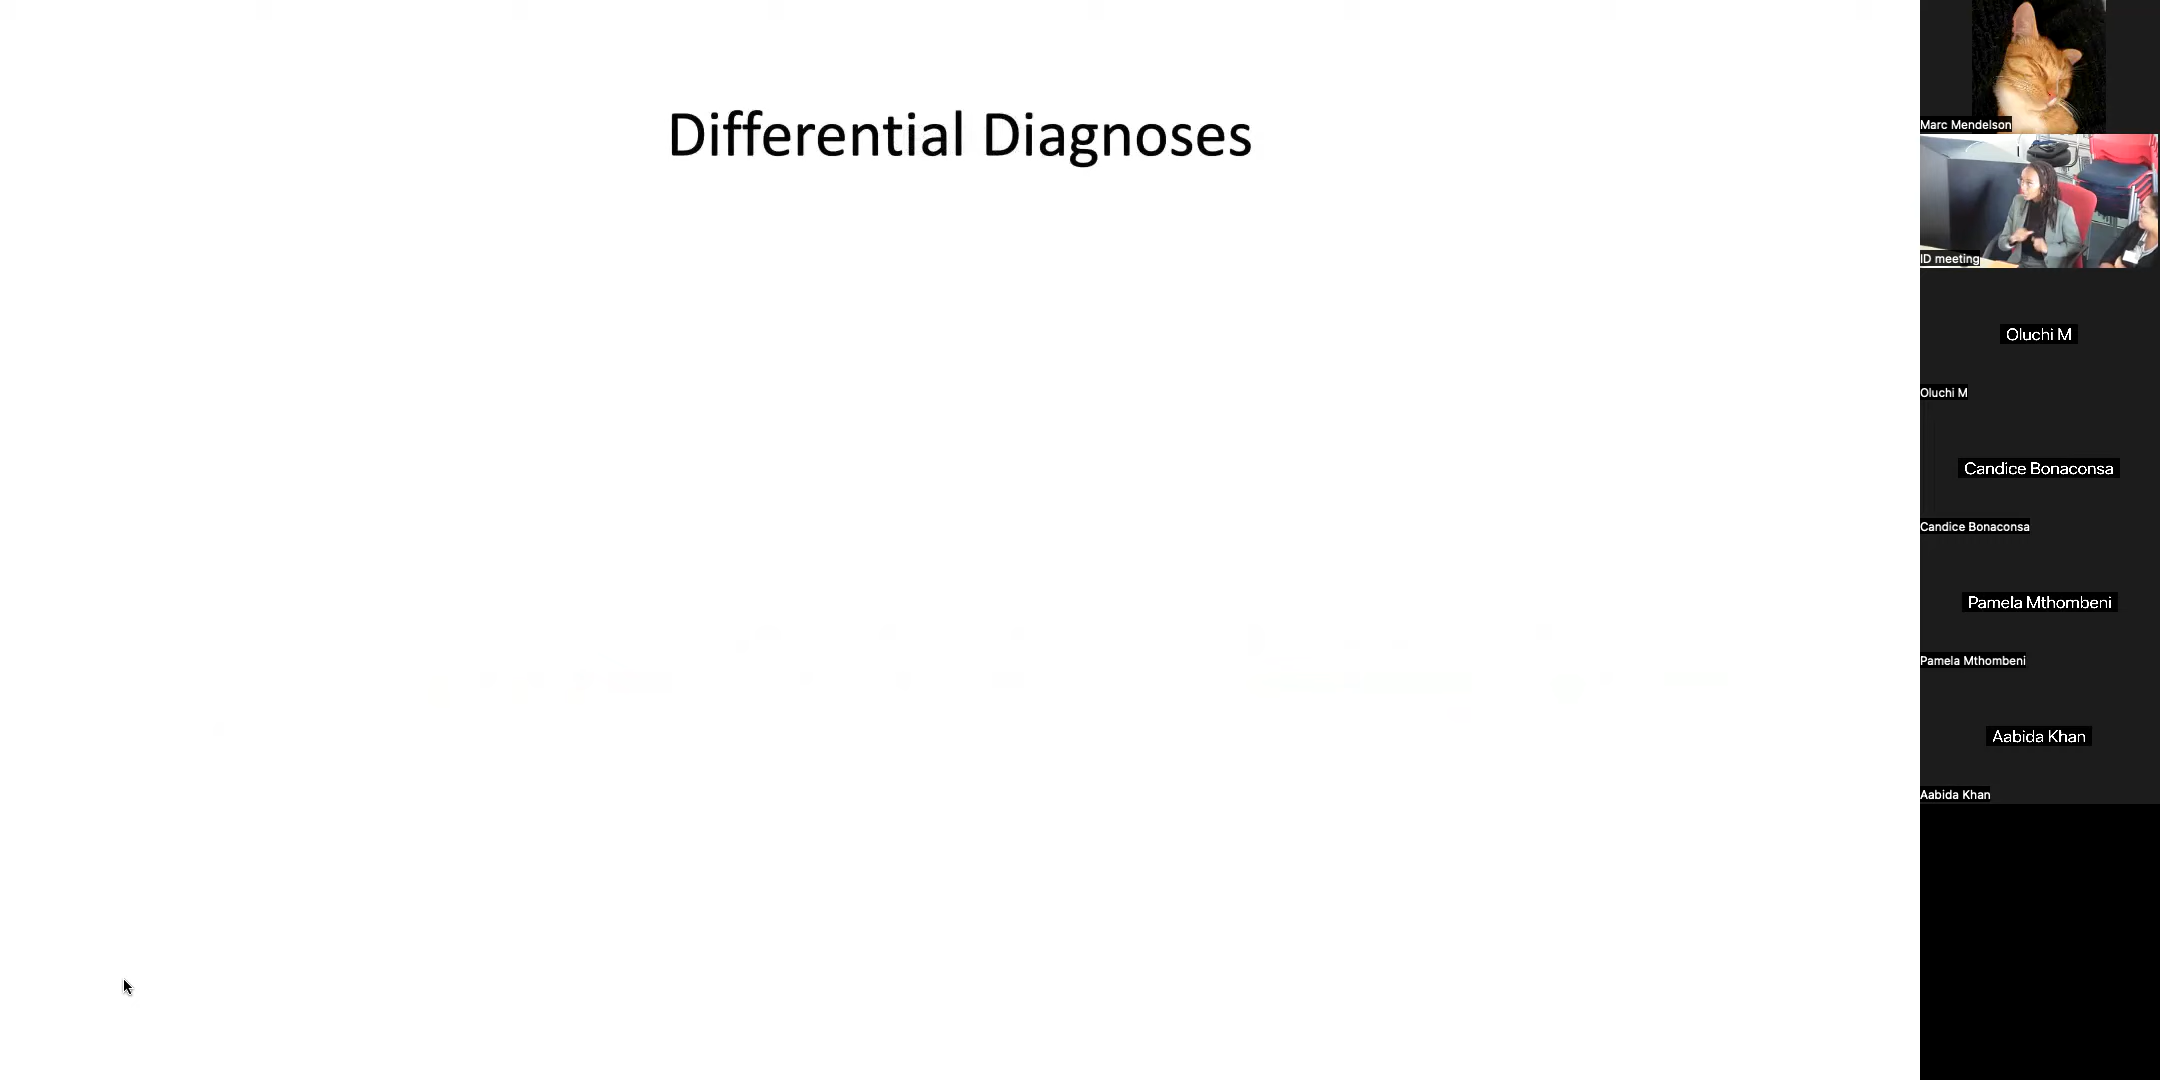 Differential Diagnoses
Marc Mendelson
ID meeting
Oluchi M
Oluchi M
Candice Bonaconsa
Candice Bonaconsa
Pamela Mthombeni
Pamela Mthombeni
Aabida Khan
Aabida Khan